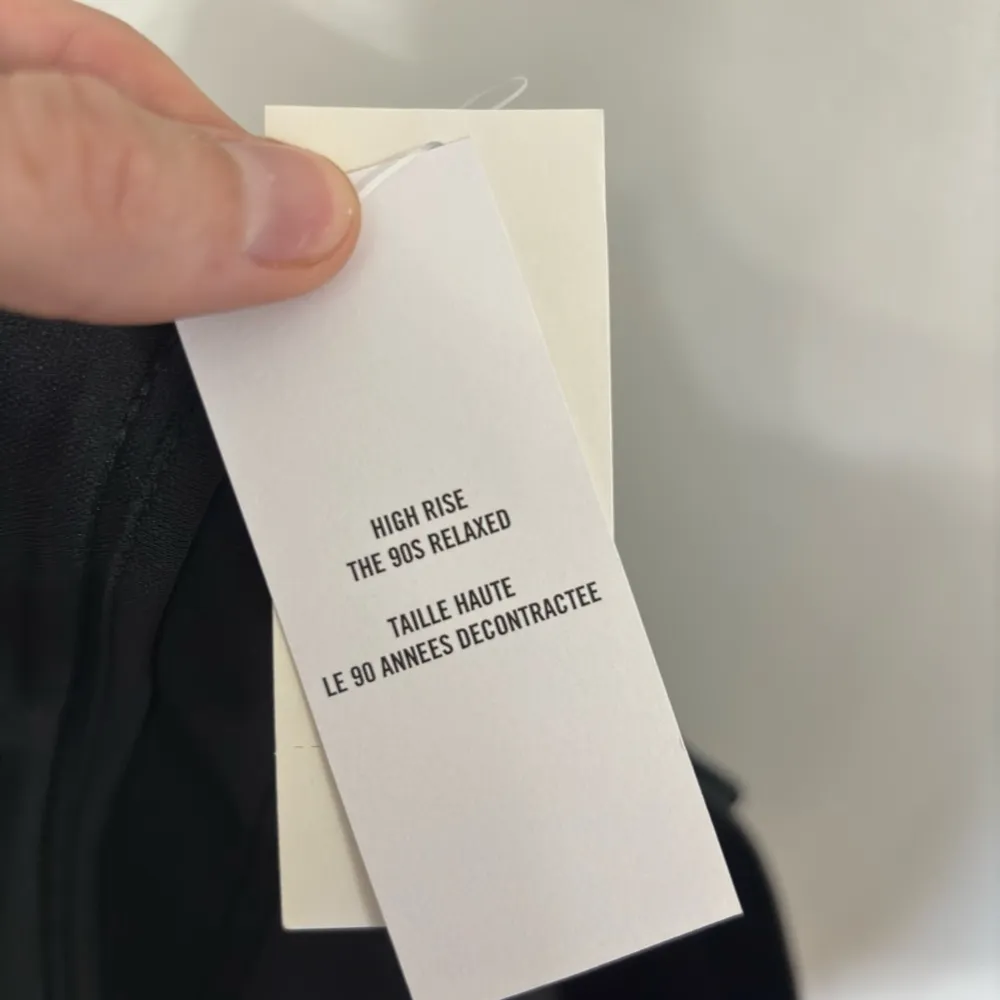 HIGH RISE
THE 90S RELAXED
TAILLE HAUTE
LE 90 ANNEES DECONTRACTEE